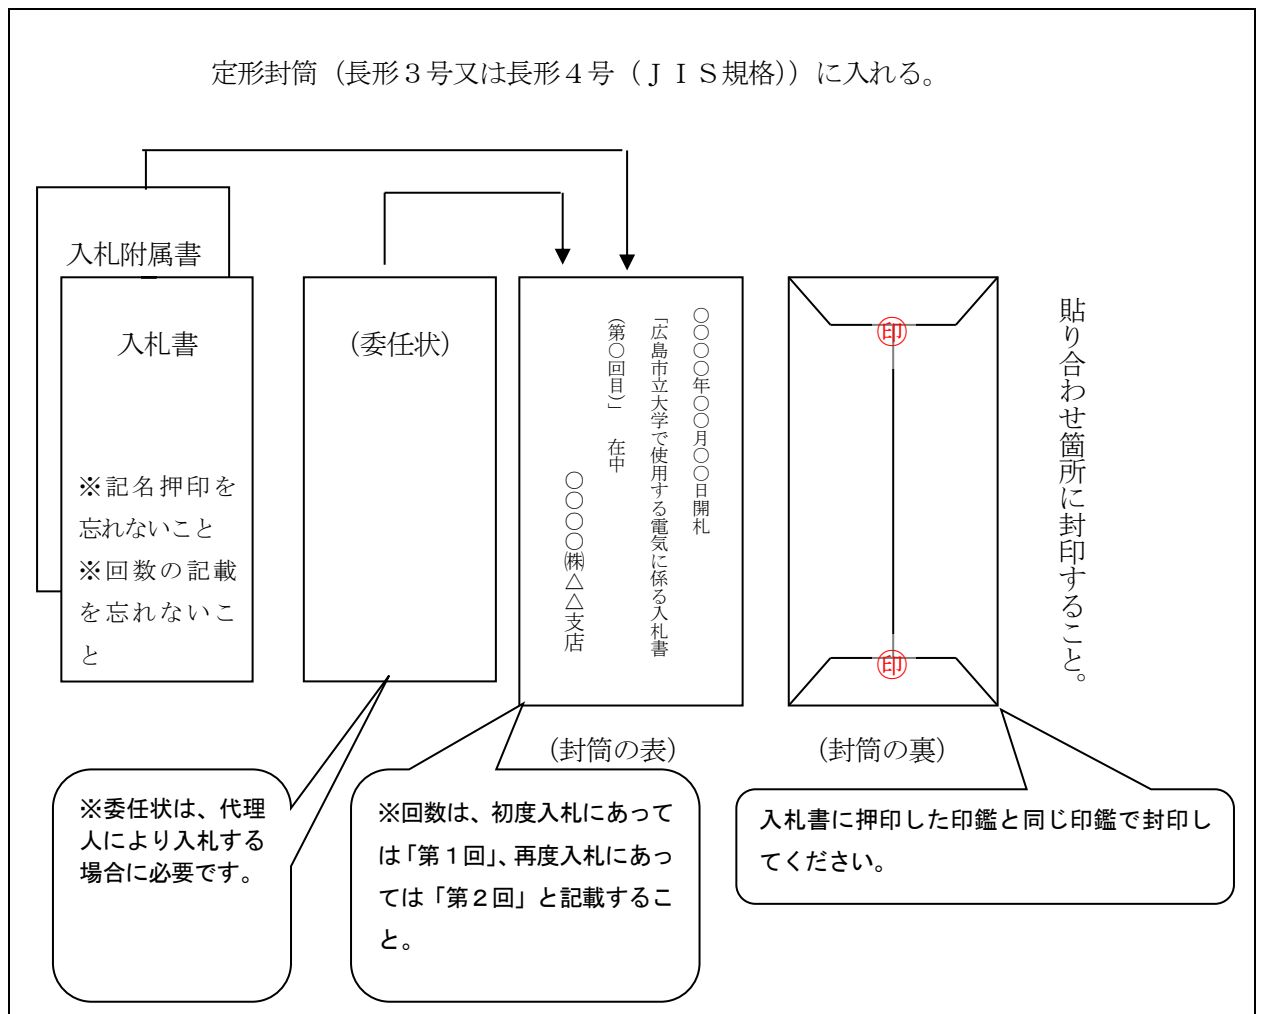 定形封筒（長形３号又は長形４号（ＪＩＳ規格））に入れる。
入札附属書
入札書
※記名押印を
忘れないこと
※回数の記載
を忘れないこ
と
（委任状）
〇〇〇〇年〇〇月〇〇日開札
「広島市立大学で使用する電気に係る入札書
（第〇回目）」　在中
〇〇〇〇㈱△△支店
印
印
貼り合わせ箇所に封印すること。
（封筒の表）
（封筒の裏）
※委任状は、代理
人により入札する
場合に必要です。
※回数は、初度入札にあって
は「第１回」、再度入札にあっ
ては「第２回」と記載するこ
と。
入札書に押印した印鑑と同じ印鑑で封印し
てください。